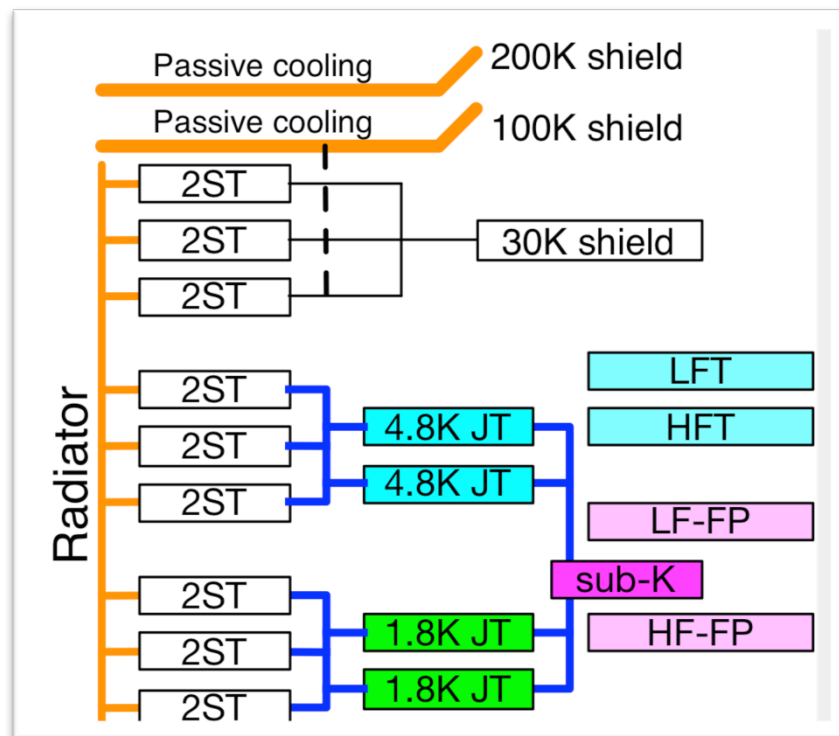 Passive cooling
200K shield
Passive cooling
100K shield
2ST
2ST
30K shield
2ST
Radiator
2ST
LFT
4.8K JT
HFT
2ST
4.8K JT
2ST
LF-FP
sub-K
2ST
1.8K JT
HF-FP
2ST
1.8K JT
2ST